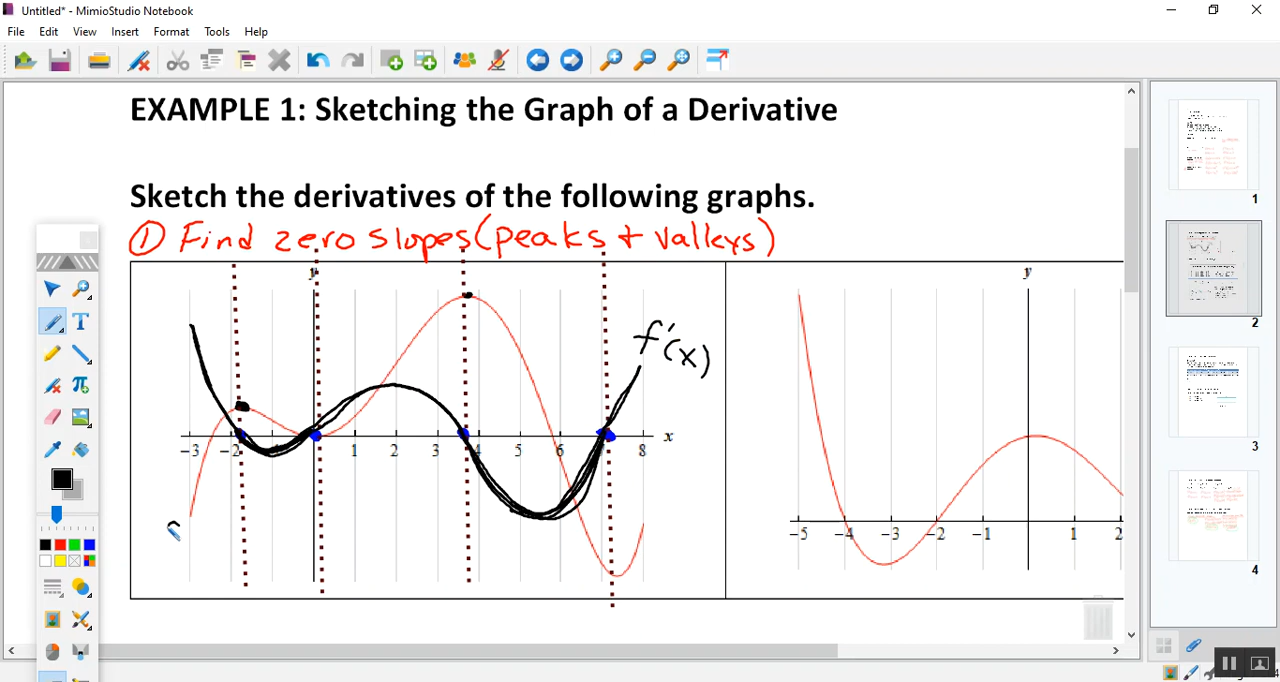 Untitled* - MimioStudio Notebook
File Edit View Insert Format Tools Help
EXAMPLE 1: Sketching the Graph of a Derivative
Sketch the derivatives of the following graphs.
① Find zero slopes (peaks + valleys)
y
f'(x)
x
-3 -2 1 2 3 4 5 6 7 8
y
-5 -4 -3 -2 -1 1 2
T
π
1
2
3
4